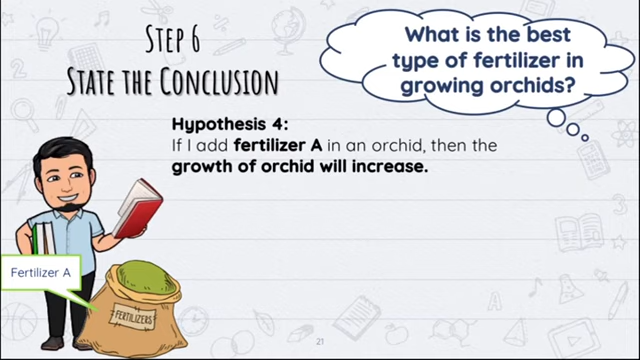 STEP 6
STATE THE CONCLUSION
What is the best
type of fertilizer in
growing orchids?
Hypothesis 4:
If I add fertilizer A in an orchid, then the
growth of orchid will increase.
Fertilizer A
FERTILIZERS
21